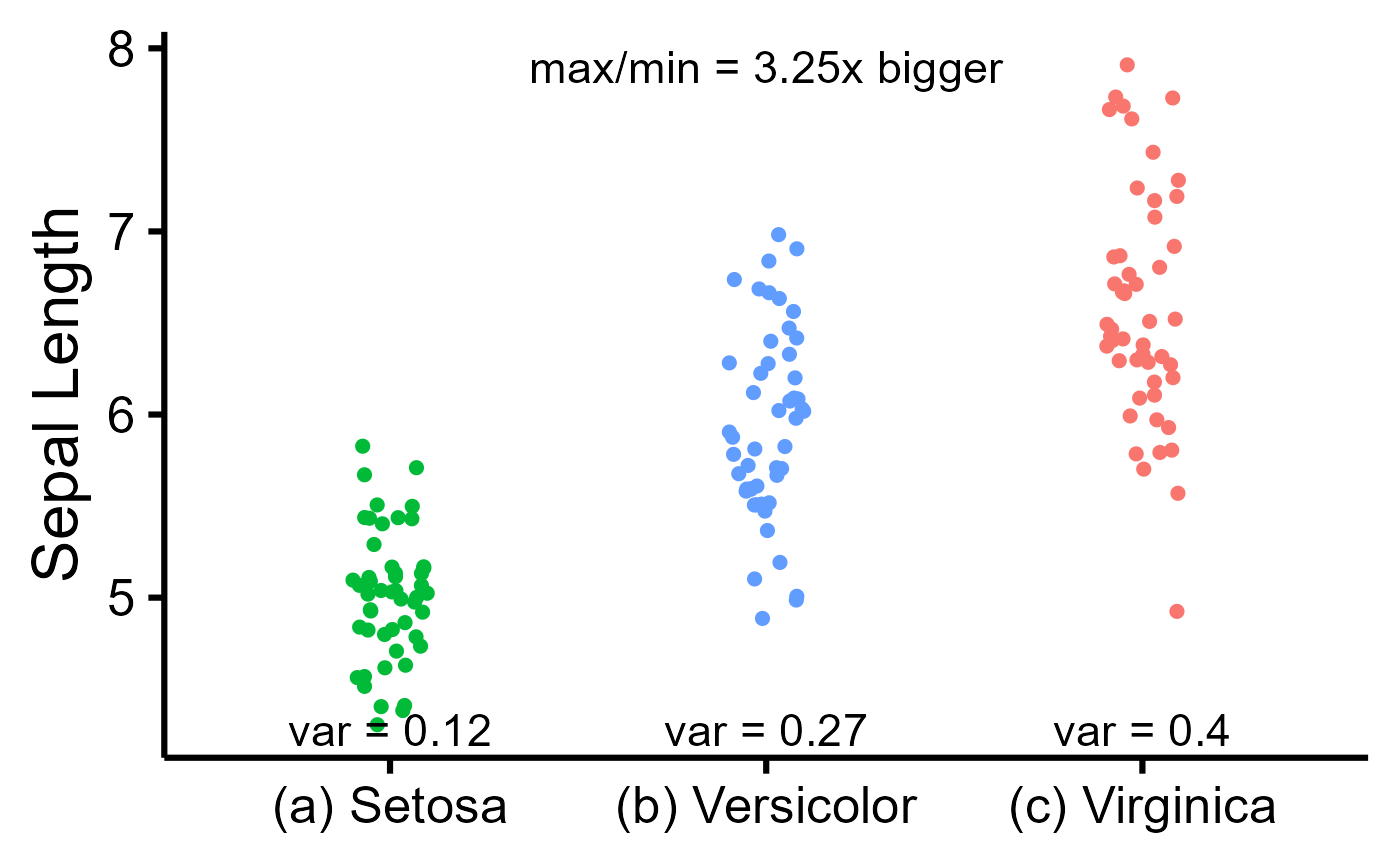 max/min = 3.25x bigger
Sepal Length
8
7
6
5
var = 0.12
var = 0.27
var = 0.4
(a) Setosa
(b) Versicolor
(c) Virginica